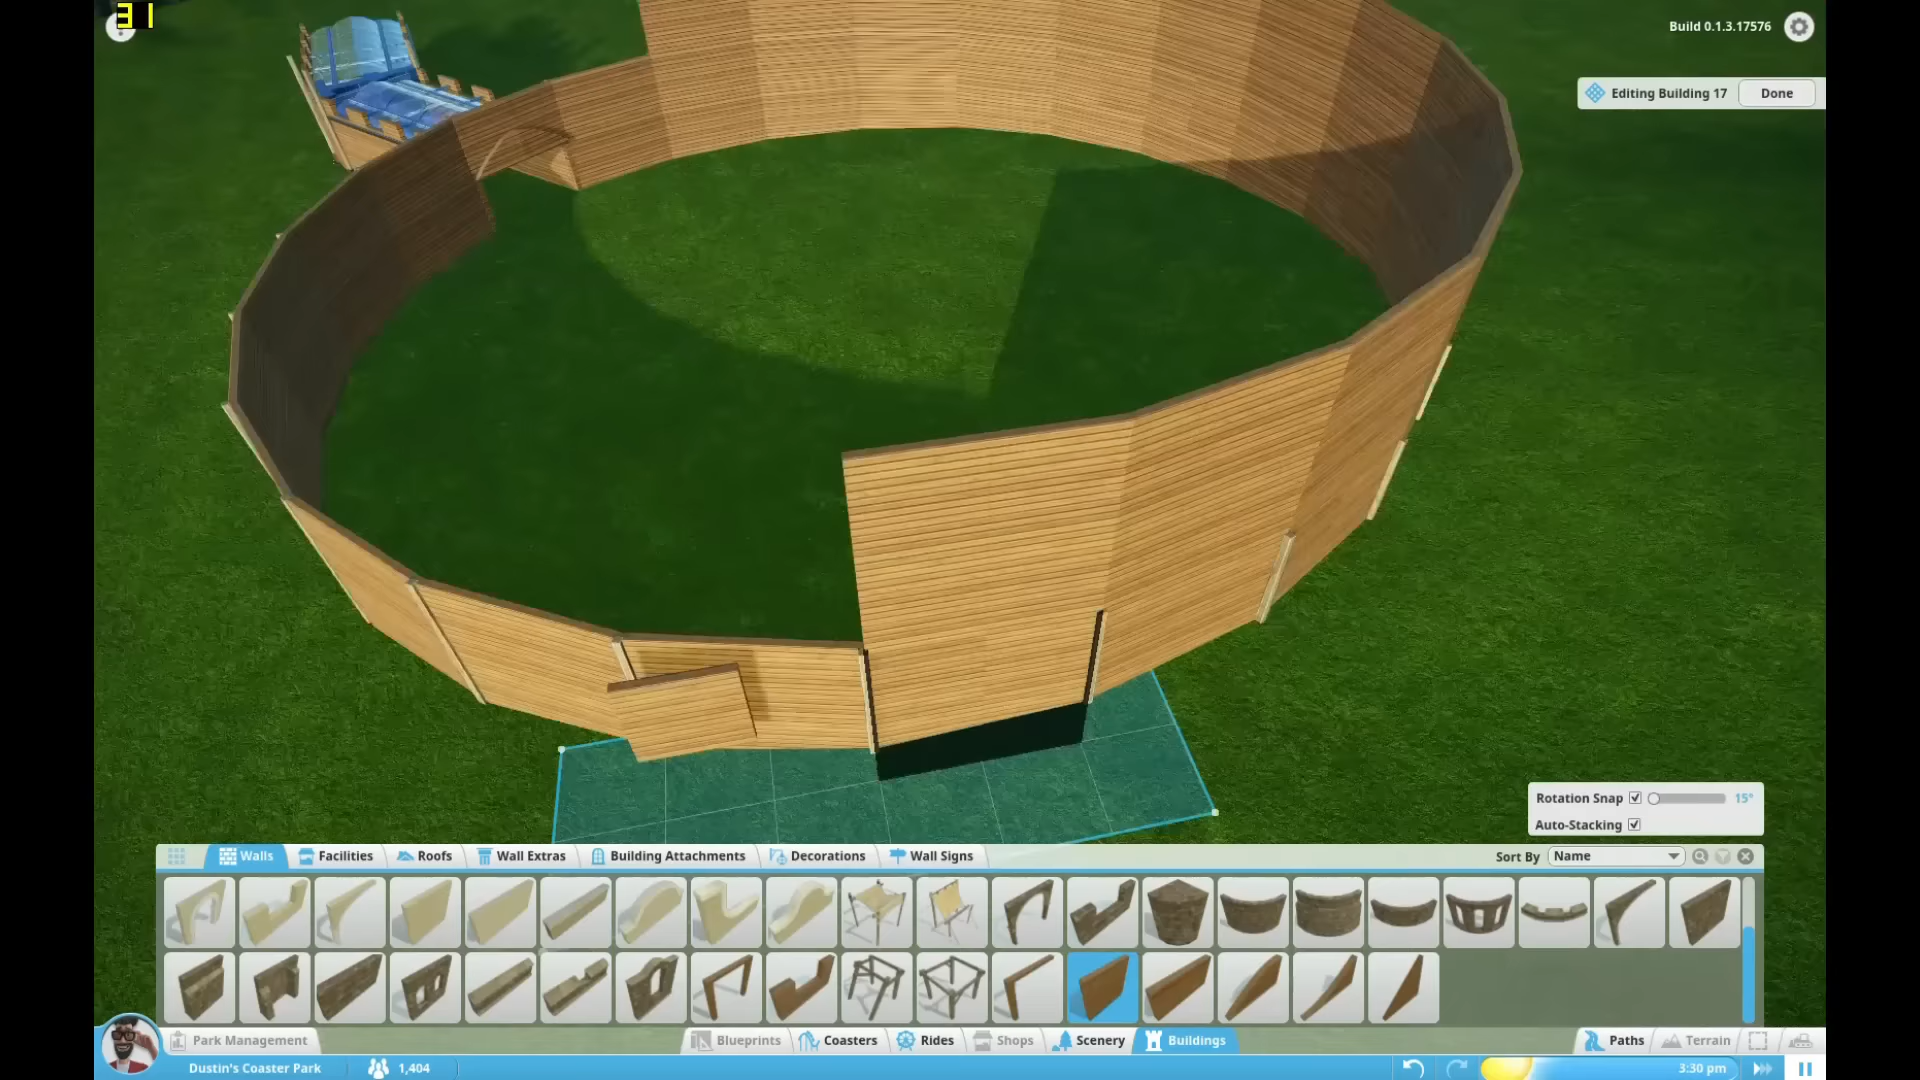 31
Build 0.1.3.17576
Editing Building 17 Done
Rotation Snap 15°
Auto-Stacking
Walls Facilities Roofs Wall Extras Building Attachments Decorations Wall Signs Sort By Name
Park Management Blueprints Coasters Rides Shops Scenery Buildings Paths Terrain
Dustin's Coaster Park 1,404 3:30 pm